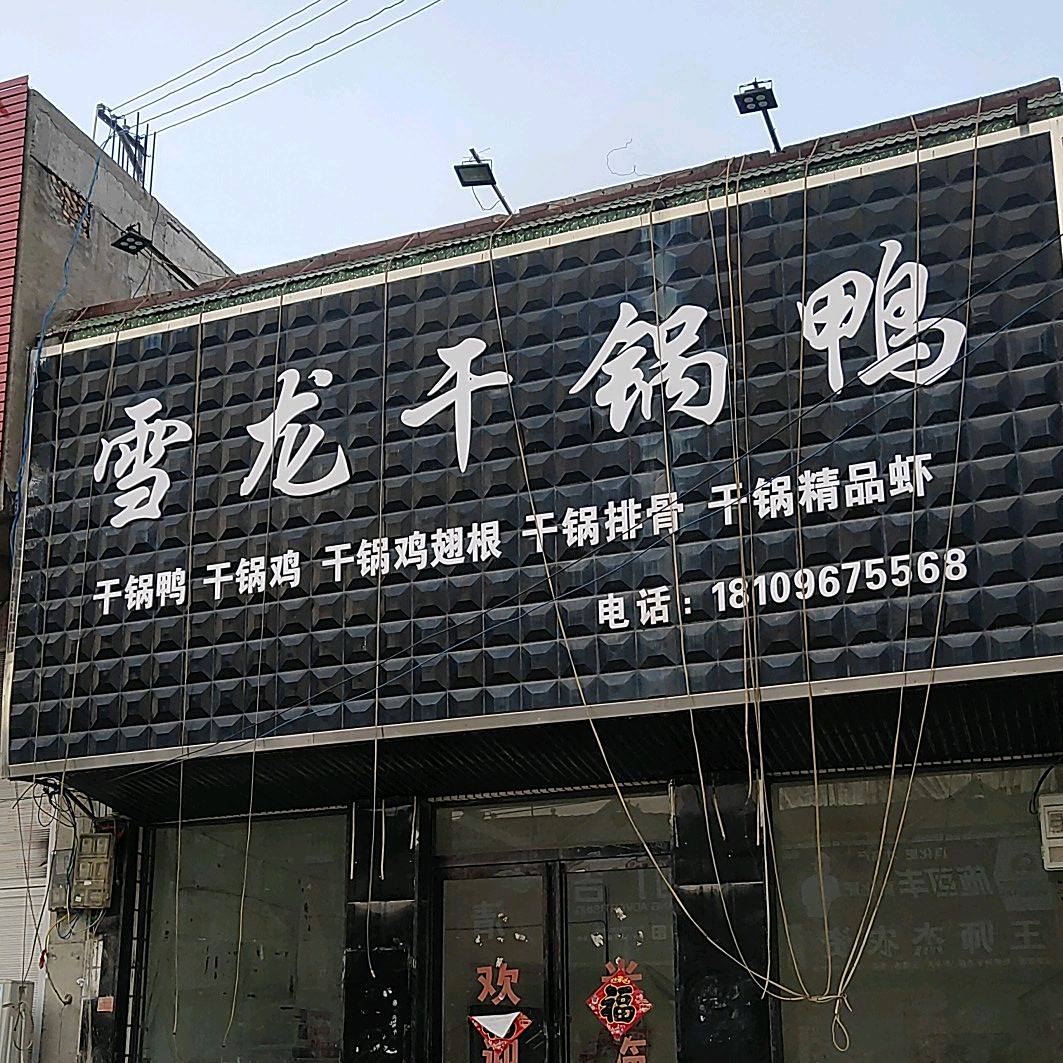 雪龙干锅鸭
干锅鸭 干锅鸡 干锅鸡翅根 干锅排骨 干锅精品虾
电话：18109675568
欢
福